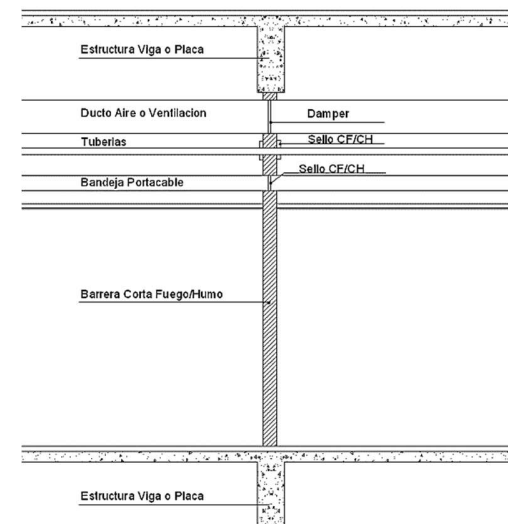 Estructura Viga o Placa
Ducto Aire o Ventilacion
Damper
Tuberias
Sello CF/CH
Sello CF/CH
Bandeja Portacable
Barrera Corta Fuego/Humo
Estructura Viga o Placa